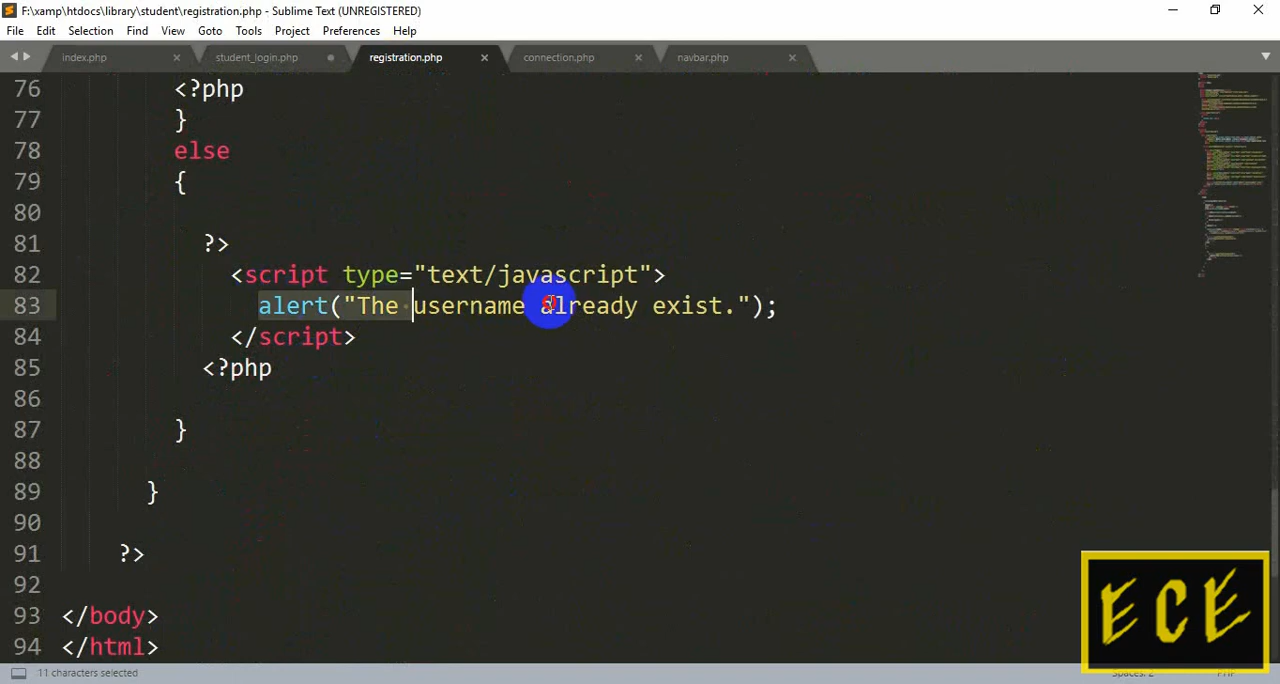 F:\xamp\htdocs\library\student\registration.php - Sublime Text (UNREGISTERED)
File Edit Selection Find View Goto Tools Project Preferences Help
index.php student_login.php registration.php connection.php navbar.php
76 <?php
77 }
78 else
79 {
80
81 ?>
82 <script type="text/javascript">
83 alert("The username already exist.");
84 </script>
85 <?php
86
87 }
88
89 }
90
91 ?>
92
93 </body>
94 </html>
ECE
11 characters selected
Spaces: 2 PHP